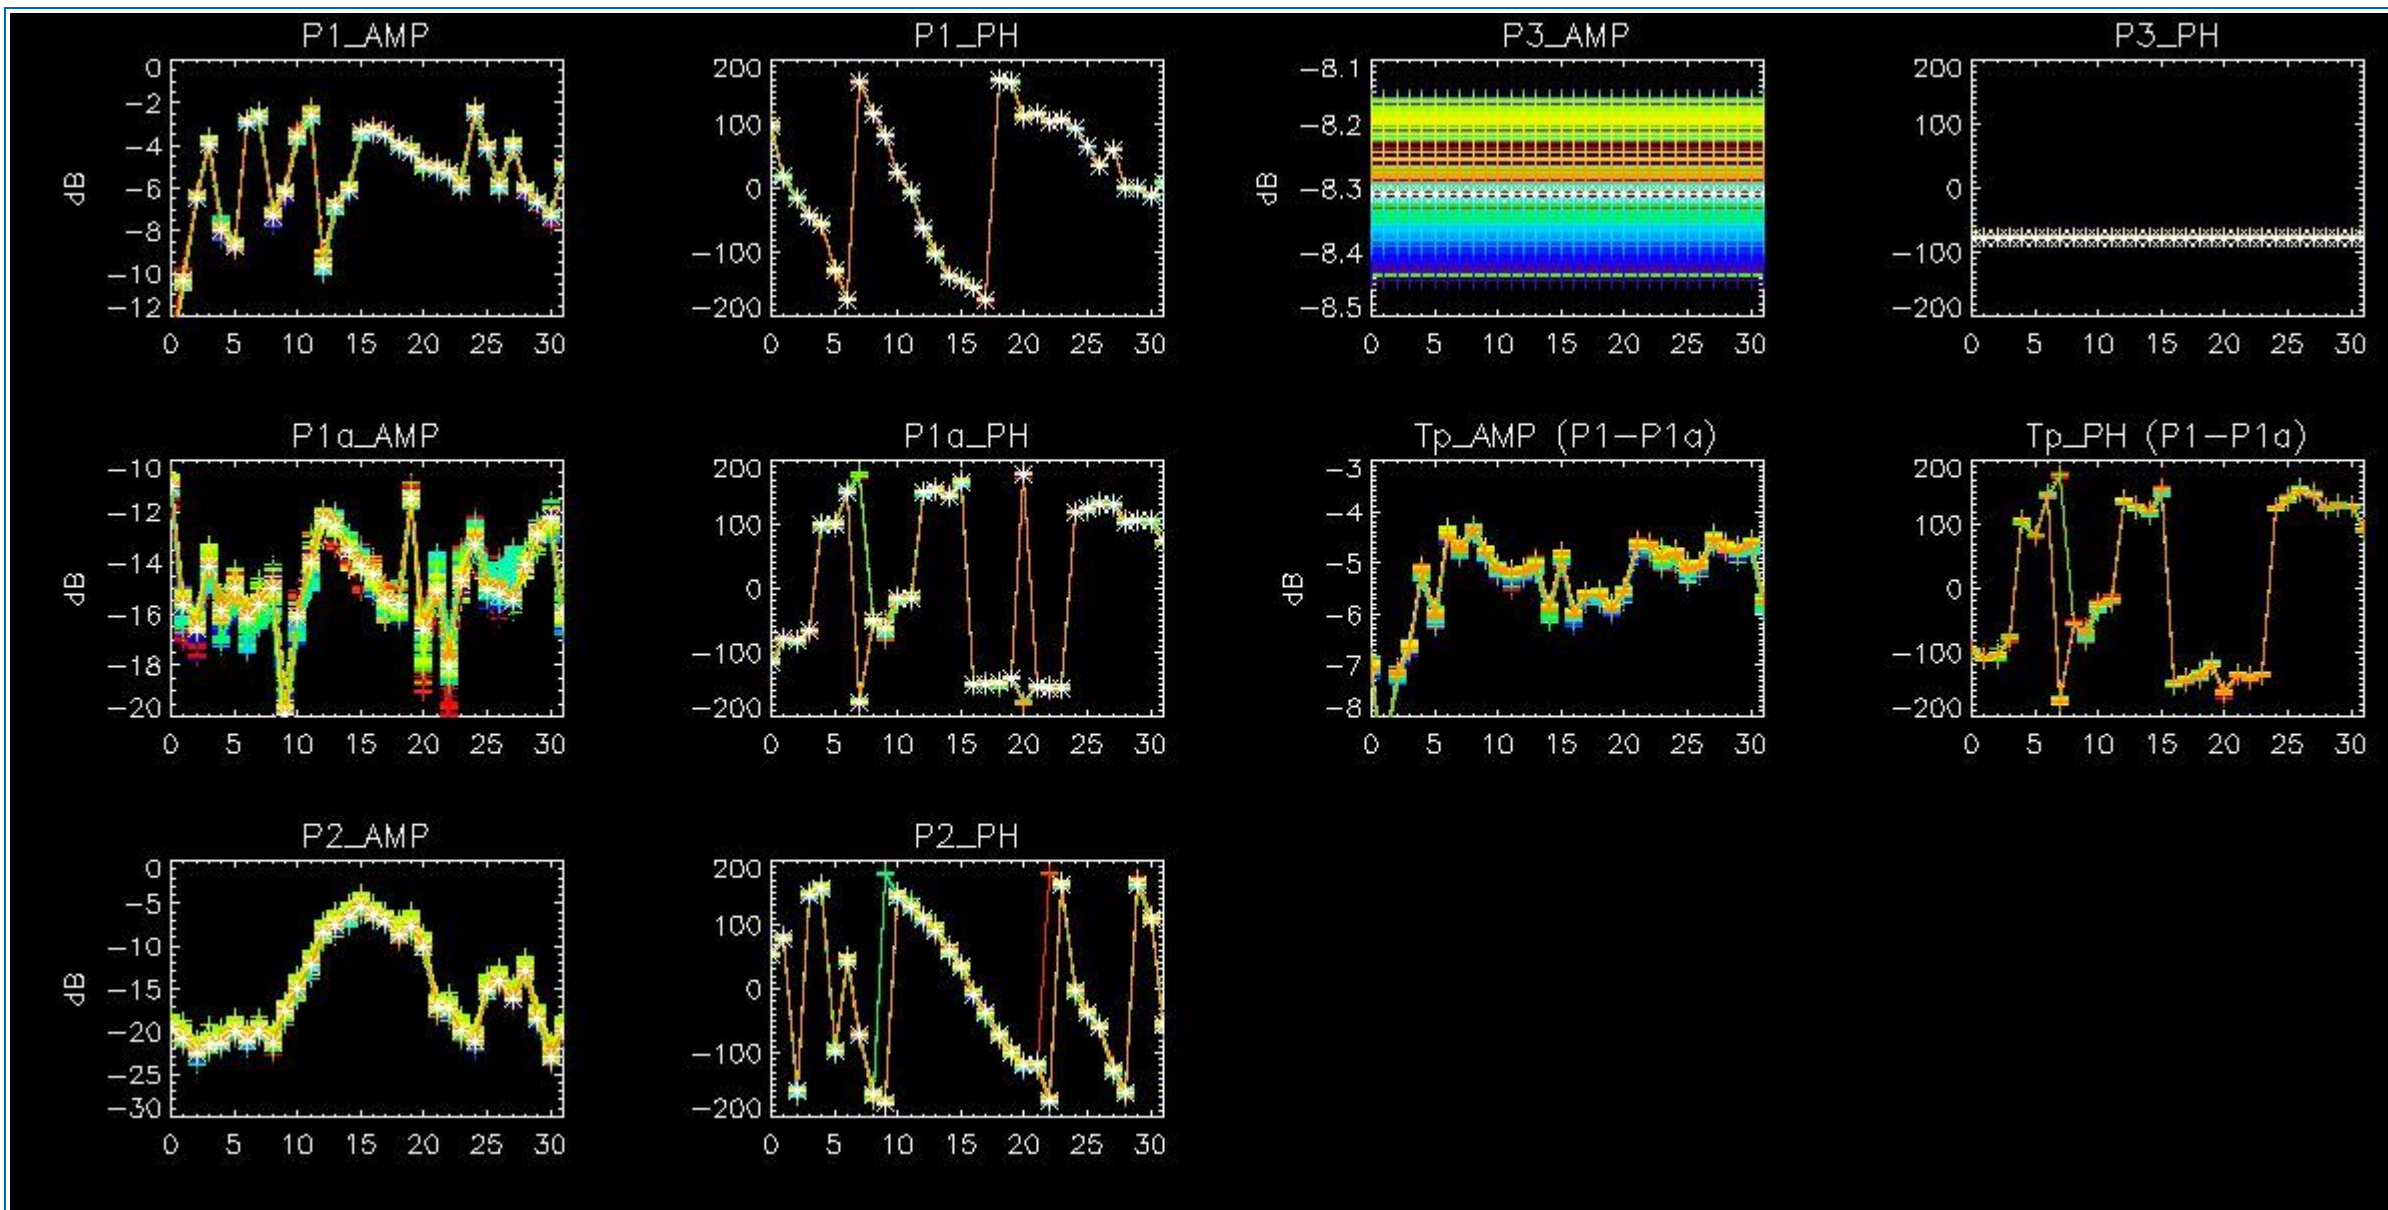 P1_AMP P1_PH P3_AMP P3_PH
0 200 -8.1 200
-2
-4 100 -8.2 100
dB -6 0 dB -8.3 0
-8
-10 -100 -8.4 -100
-12 -200 -8.5 -200
0 5 10 15 20 25 30 0 5 10 15 20 25 30 0 5 10 15 20 25 30 0 5 10 15 20 25 30
P1a_AMP P1a_PH Tp_AMP (P1-P1a) Tp_PH (P1-P1a)
-10 200 -3 200
-12 100 -4 100
dB -14 0 dB -5 0
-16 -6
-18 -100 -7 -100
-20 -200 -8 -200
0 5 10 15 20 25 30 0 5 10 15 20 25 30 0 5 10 15 20 25 30 0 5 10 15 20 25 30
P2_AMP P2_PH
0 200
-5
-10 100
dB -15 0
-20
-25 -100
-30 -200
0 5 10 15 20 25 30 0 5 10 15 20 25 30